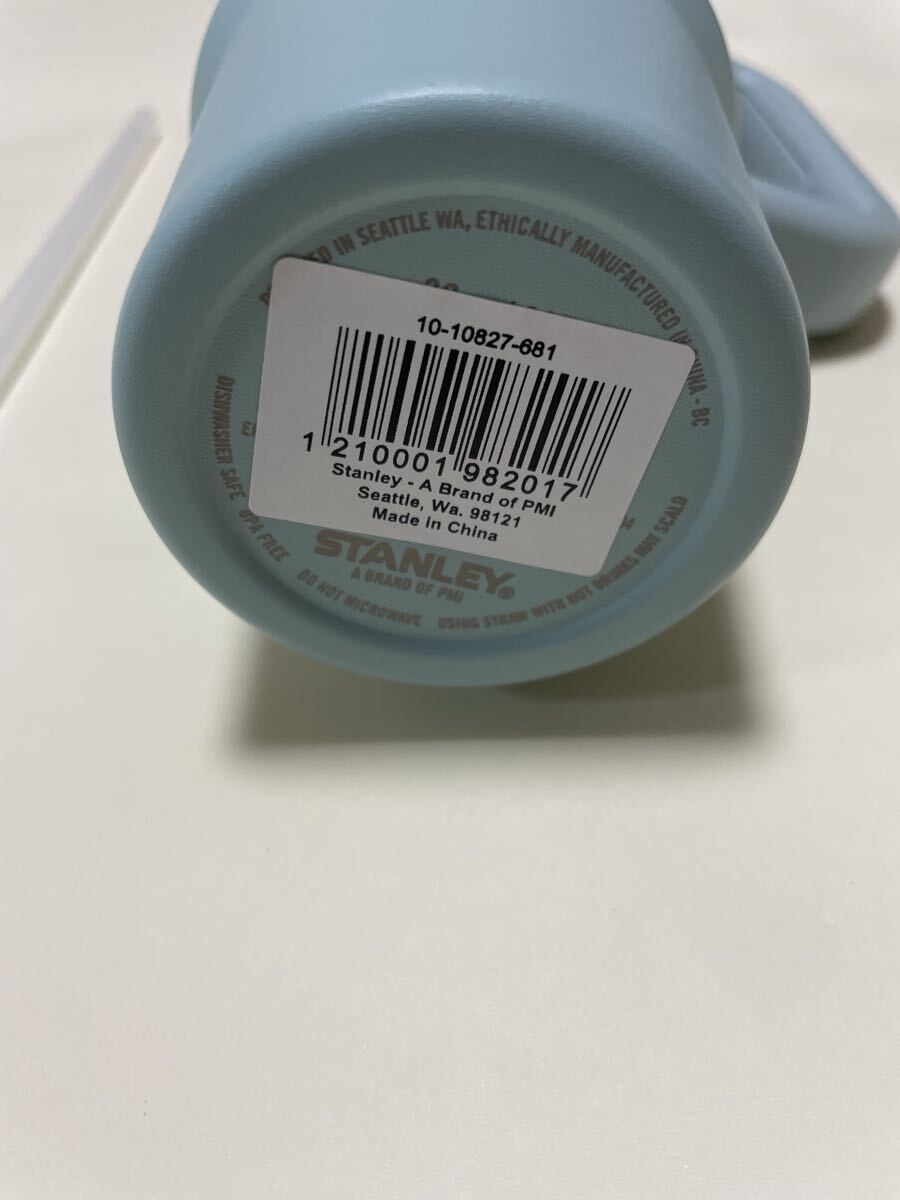 IN SEATTLE WA, ETHICALLY MANUFACTURED IN CHINA - BC
10-10827-681
1 210001 982017
Stanley - A Brand of PMI
Seattle, Wa. 98121
Made in China
STANLEY®
A BRAND OF PMI
DISHWASHER SAFE BPA FREE
DO NOT MICROWAVE
USING STRAW WITH HOT DRINKS MAY SCALD